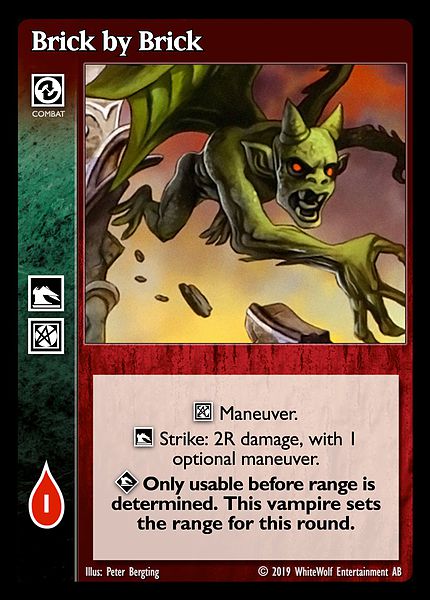 Brick by Brick
COMBAT
Maneuver.
Strike: 2R damage, with 1
optional maneuver.
Only usable before range is
determined. This vampire sets
the range for this round.
1
Illus: Peter Bergting
© 2019 WhiteWolf Entertainment AB